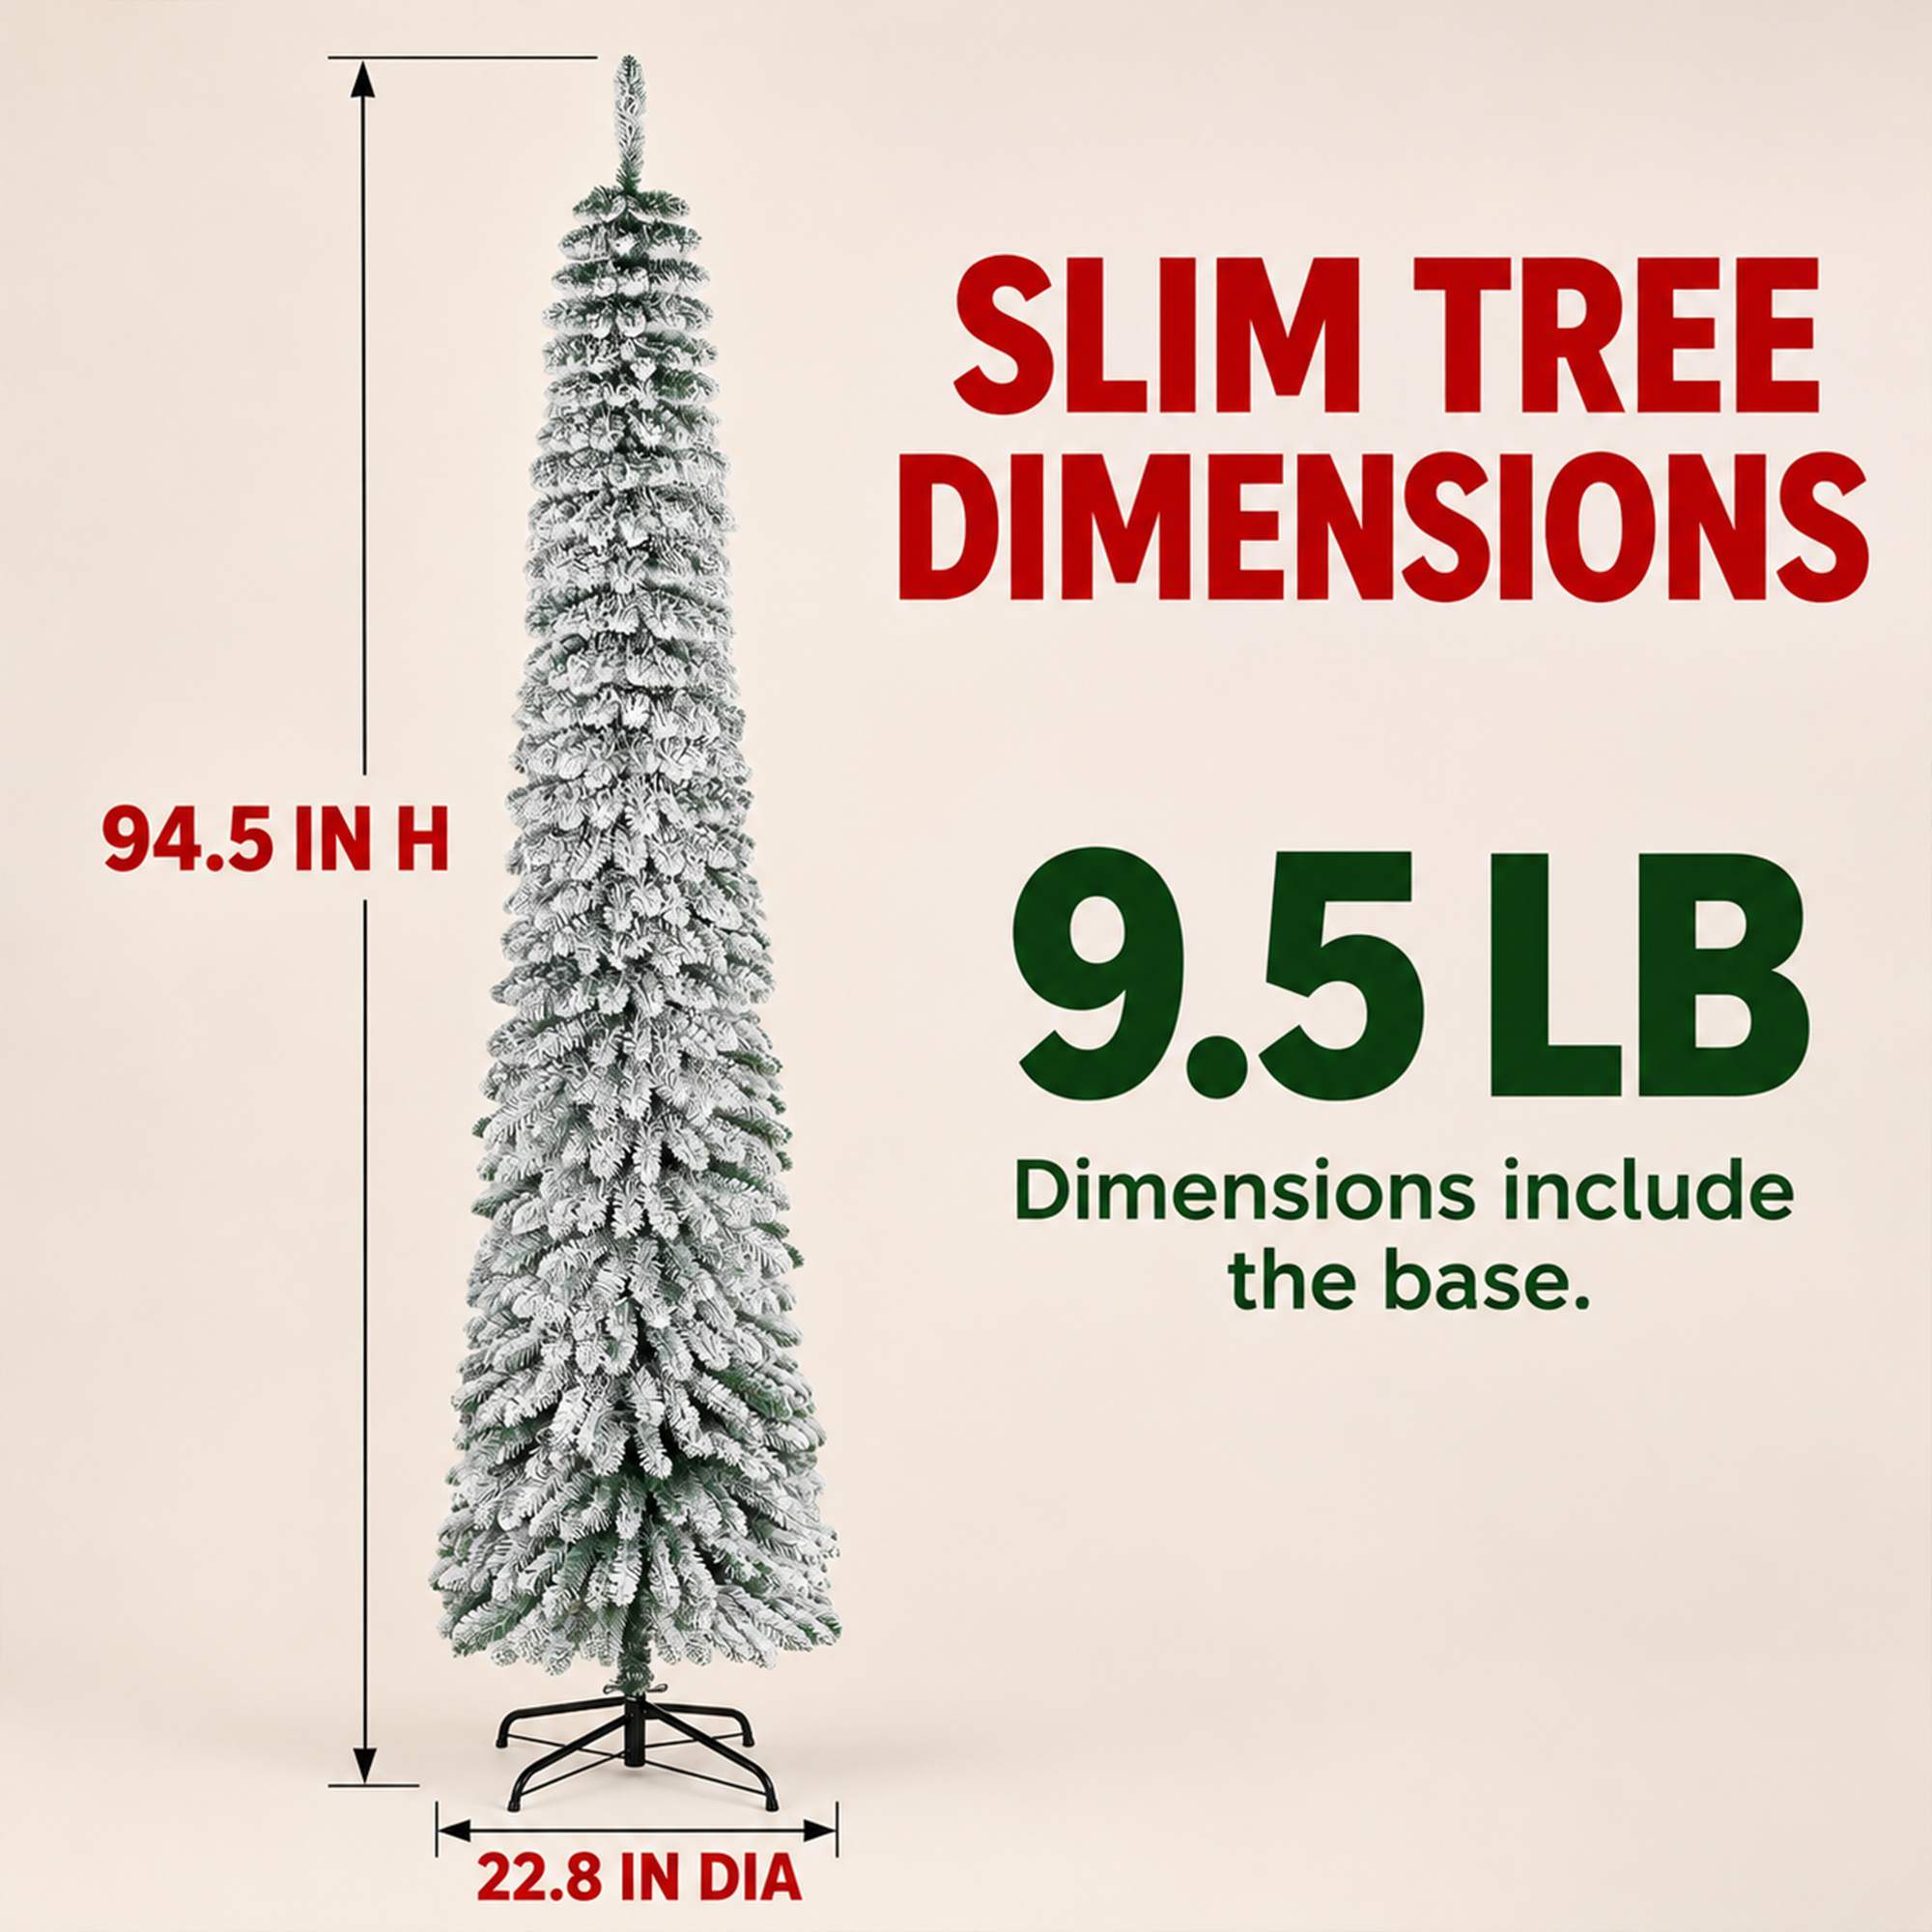 SLIM TREE
DIMENSIONS
94.5 IN H
9.5 LB
Dimensions include
the base.
22.8 IN DIA